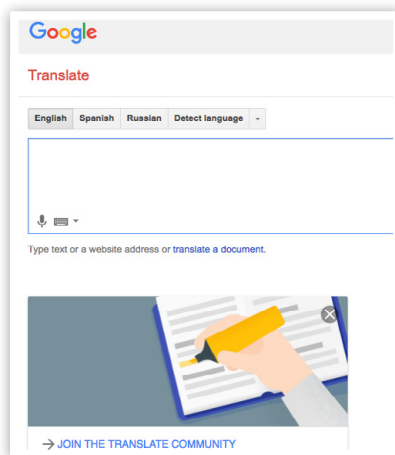 Google
Translate
English Spanish Russian Detect language
Type text or a website address or translate a document.
→ JOIN THE TRANSLATE COMMUNITY